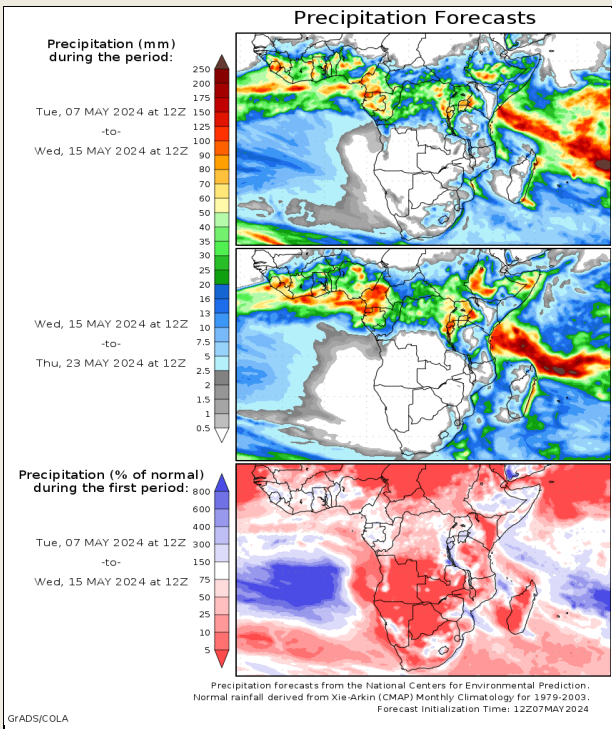 Precipitation Forecasts
Precipitation (mm)
during the period:
Tue, 07 MAY 2024 at 12Z
-to-
Wed, 15 MAY 2024 at 12Z
250
200
175
150
125
100
90
80
70
60
50
40
35
30
25
20
16
13
10
7.5
5
2.5
2
1.5
1
0.5
Wed, 15 MAY 2024 at 12Z
-to-
Thu, 23 MAY 2024 at 12Z
Precipitation (% of normal)
during the first period:
Tue, 07 MAY 2024 at 12Z
-to-
Wed, 15 MAY 2024 at 12Z
800
600
400
300
150
75
50
25
10
5
Precipitation forecasts from the National Centers for Environmental Prediction.
Normal rainfall derived from Xie-Arkin (CMAP) Monthly Climatology for 1979-2003.
Forecast Initialization Time: 12Z07MAY2024
GrADS/COLA